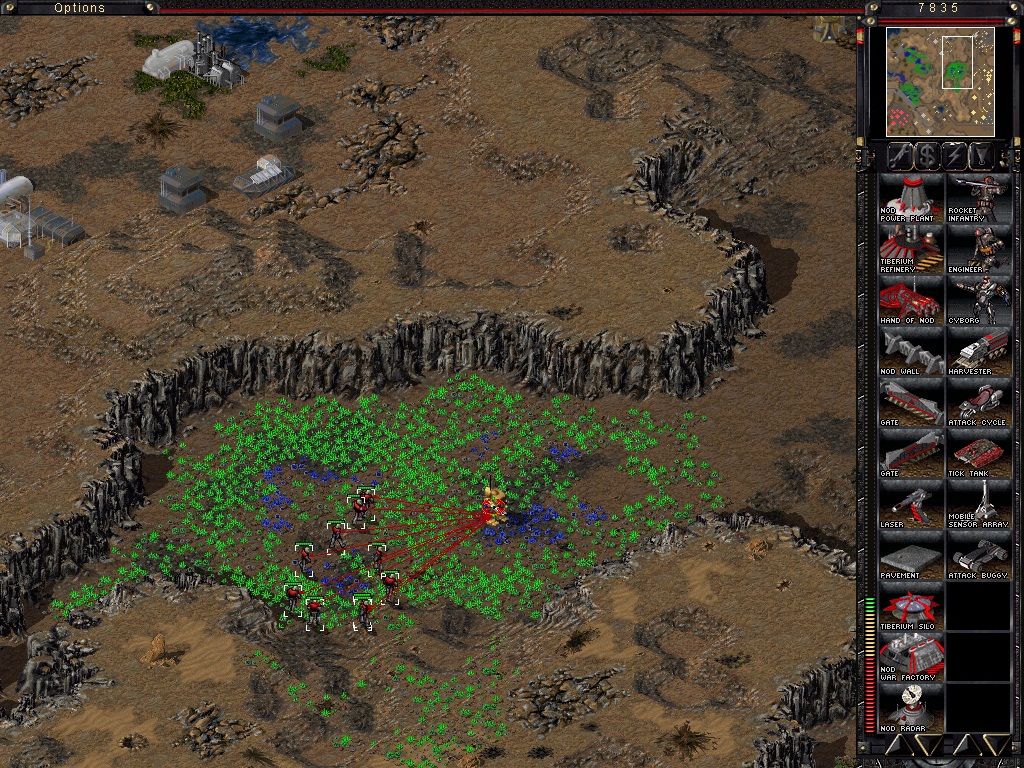 Options
7835
NOD
POWER PLANT
ROCKET
INFANTRY
TIBERIUM
REFINERY
ENGINEER
HAND OF NOD
CYBORG
NOD WALL
HARVESTER
GATE
ATTACK CYCLE
GATE
TICK TANK
LASER
MOBILE
SENSOR ARRAY
PAVEMENT
ATTACK BUGGY
TIBERIUM SILO
NOD
WAR FACTORY
NOD RADAR